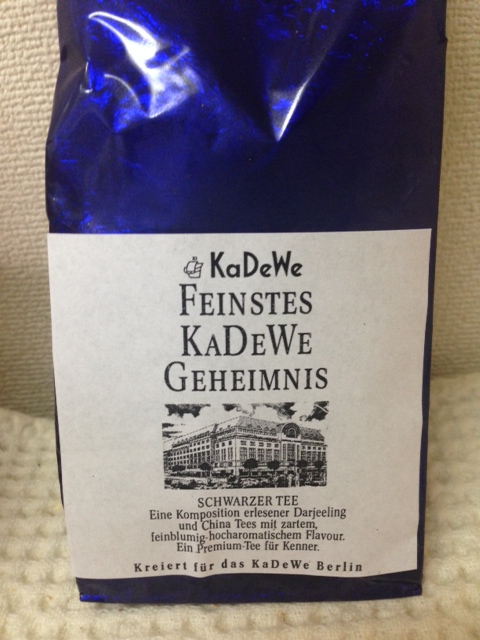 KaDeWe
FEINSTES
KADEWE
GEHEIMNIS
SCHWARZER TEE
Eine Komposition erlesener Darjeeling
und China Tees mit zartem,
feinblumig-hocharomatischem Flavour.
Ein Premium-Tee für Kenner.
Kreiert für das KaDeWe Berlin